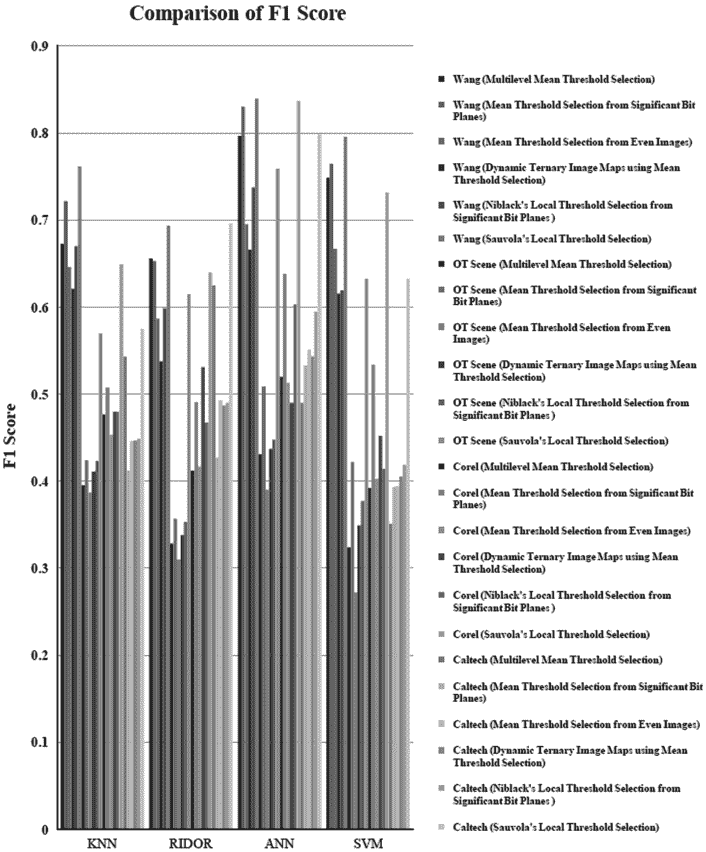 Comparison of F1 Score
0.9
0.8
0.7
0.6
0.5
0.4
0.3
0.2
0.1
0
F1 Score
KNN
RIDOR
ANN
SVM
Wang (Multilevel Mean Threshold Selection)
Wang (Mean Threshold Selection from Significant Bit
Planes)
Wang (Mean Threshold Selection from Even Images)
Wang (Dynamic Ternary Image Maps using Mean
Threshold Selection)
Wang (Niblack's Local Threshold Selection from
Significant Bit Planes )
Wang (Sauvola's Local Threshold Selection)
OT Scene (Multilevel Mean Threshold Selection)
OT Scene (Mean Threshold Selection from Significant
Bit Planes)
OT Scene (Mean Threshold Selection from Even
Images)
OT Scene (Dynamic Ternary Image Maps using Mean
Threshold Selection)
OT Scene (Niblack's Local Threshold Selection from
Significant Bit Planes )
OT Scene (Sauvola's Local Threshold Selection)
Corel (Multilevel Mean Threshold Selection)
Corel (Mean Threshold Selection from Significant Bit
Planes)
Corel (Mean Threshold Selection from Even Images)
Corel (Dynamic Ternary Image Maps using Mean
Threshold Selection)
Corel (Niblack's Local Threshold Selection from
Significant Bit Planes )
Corel (Sauvola's Local Threshold Selection)
Caltech (Multilevel Mean Threshold Selection)
Caltech (Mean Threshold Selection from Significant Bit
Planes)
Caltech (Mean Threshold Selection from Even Images)
Caltech (Dynamic Ternary Image Maps using Mean
Threshold Selection)
Caltech (Niblack's Local Threshold Selection from
Significant Bit Planes )
Caltech (Sauvola's Local Threshold Selection)